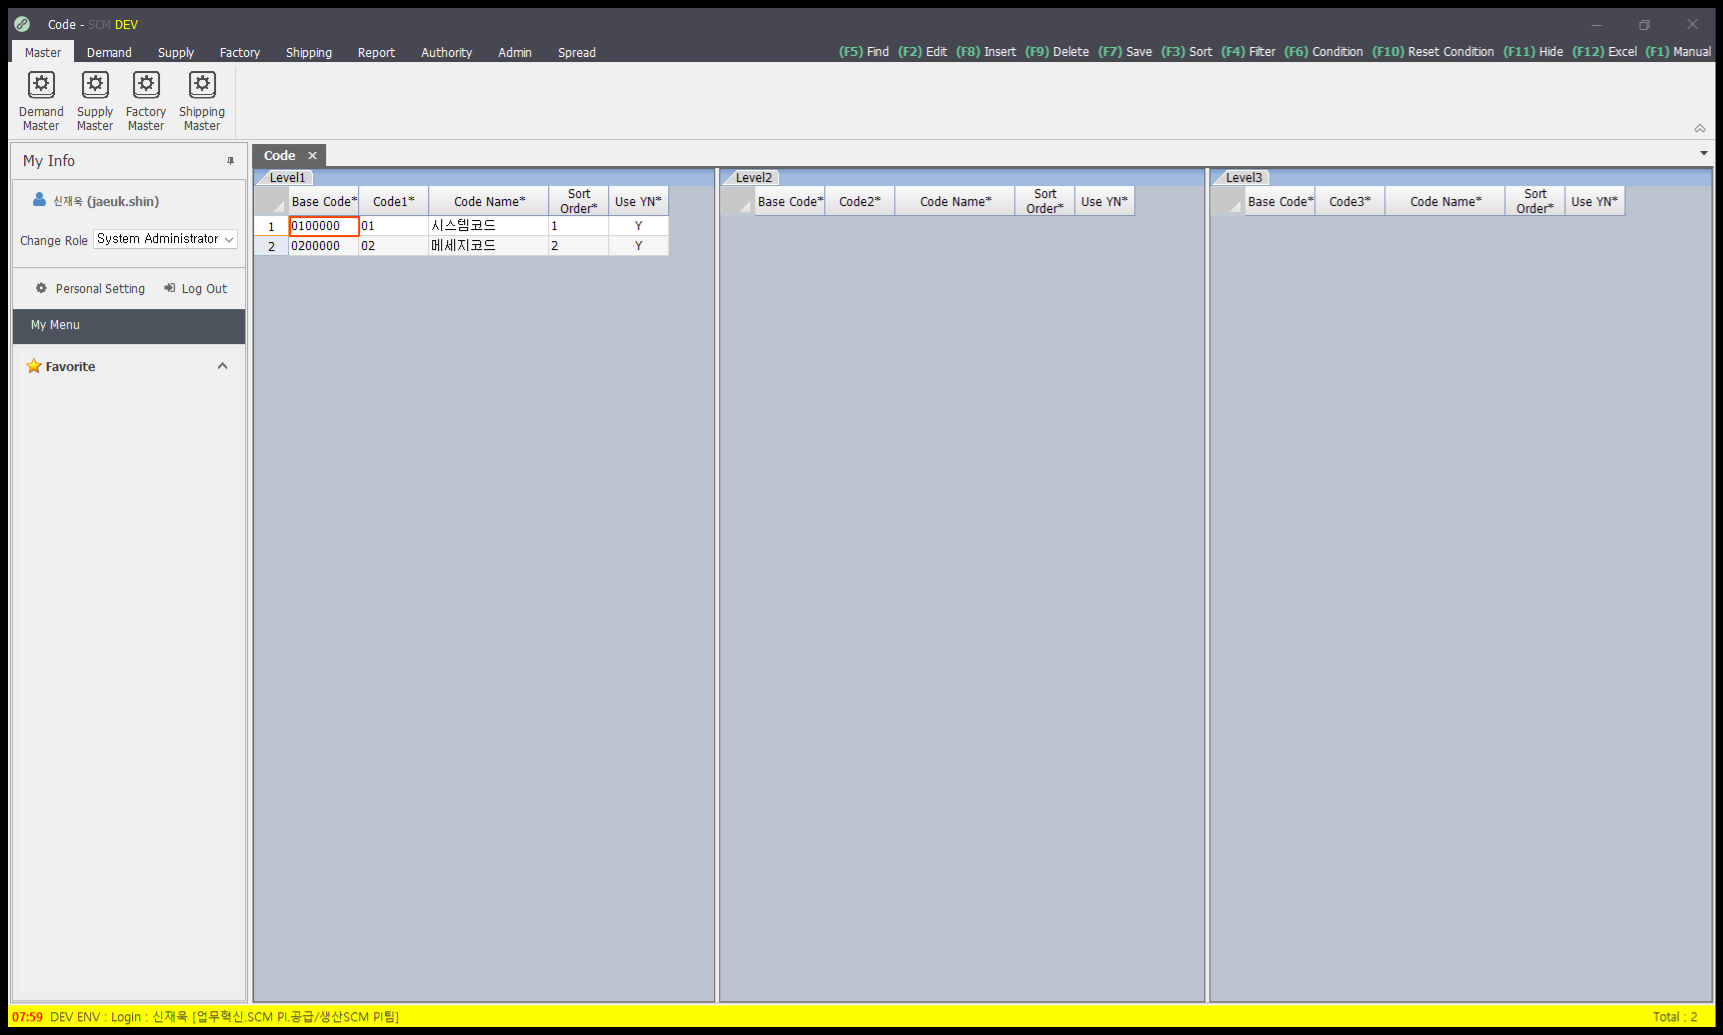 Code - SCM DEV
Master Demand Supply Factory Shipping Report Authority Admin Spread (F5) Find (F2) Edit (F8) Insert (F9) Delete (F7) Save (F3) Sort (F4) Filter (F6) Condition (F10) Reset Condition (F11) Hide (F12) Excel (F1) Manual
Demand Master Supply Master Factory Master Shipping Master
My Info
신재욱 (jaeuk.shin)
Change Role System Administrator
Personal Setting Log Out
My Menu
Favorite
Code
Level1
Base Code* Code1* Code Name* Sort Order* Use YN*
1 0100000 01 시스템코드 1 Y
2 0200000 02 메세지코드 2 Y
Level2
Base Code* Code2* Code Name* Sort Order* Use YN*
Level3
Base Code* Code3* Code Name* Sort Order* Use YN*
07:59 DEV ENV : Login : 신재욱 [업무혁신.SCM PI.공급/생산SCM PI팀] Total : 2